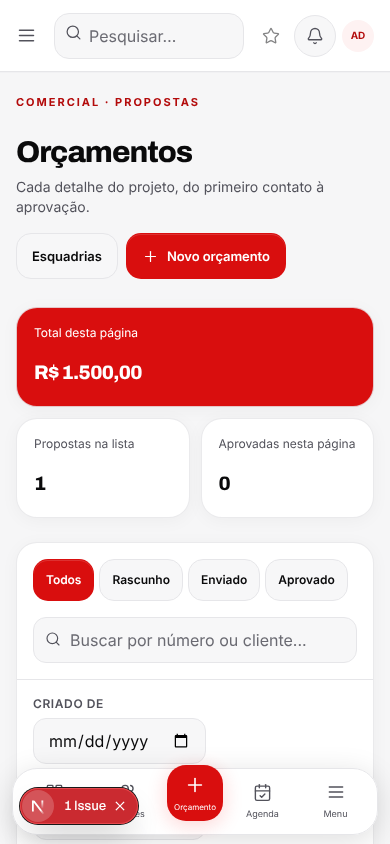 Pesquisar...
AD
COMERCIAL · PROPOSTAS
Orçamentos
Cada detalhe do projeto, do primeiro contato à
aprovação.
Esquadrias
Novo orçamento
Total desta página
R$ 1.500,00
Propostas na lista
Aprovadas nesta página
1
0
Todos
Rascunho
Enviado
Aprovado
Buscar por número ou cliente...
CRIADO DE
mm/dd/yyyy
N
1 Issue
Orçamento
Agenda
Menu